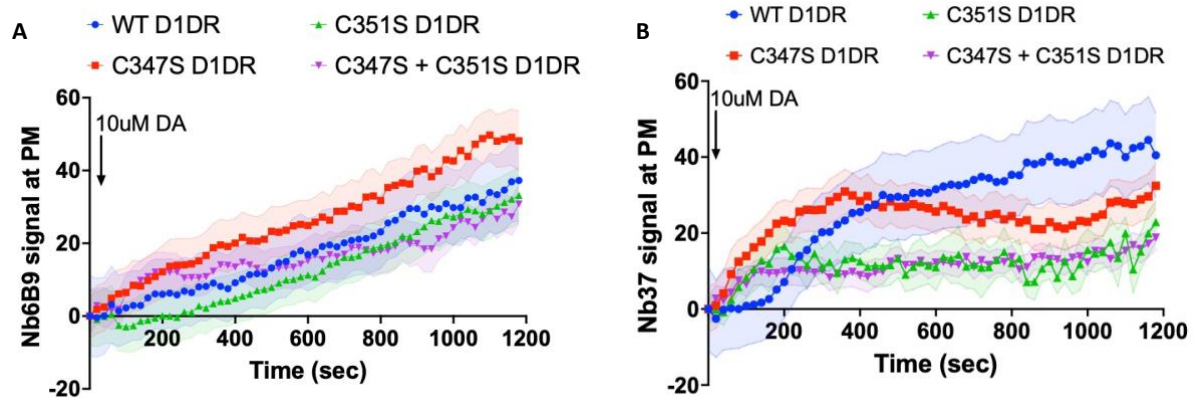 A
WT D1DR
C351S D1DR
C347S D1DR
C347S + C351S D1DR
60
10uM DA
40
20
0
-20
Nb6B9 signal at PM
200 400 600 800 1000 1200
Time (sec)
B
WT D1DR
C351S D1DR
C347S D1DR
C347S + C351S D1DR
60
10uM DA
40
20
0
-20
Nb37 signal at PM
200 400 600 800 1000 1200
Time (sec)